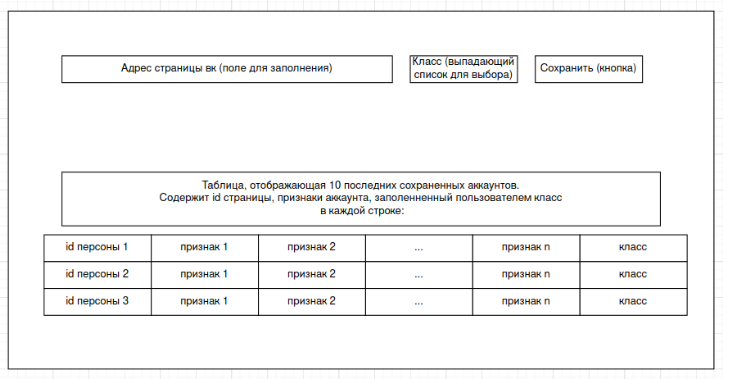 Адрес страницы вк (поле для заполнения)
Класс (выпадающий
список для выбора)
Сохранить (кнопка)
Таблица, отображающая 10 последних сохраненных аккаунтов.
Содержит id страницы, признаки аккаунта, заполненный пользователем класс
в каждой строке:
id персоны 1 признак 1 признак 2 ... признак n класс
id персоны 2 признак 1 признак 2 ... признак n класс
id персоны 3 признак 1 признак 2 ... признак n класс